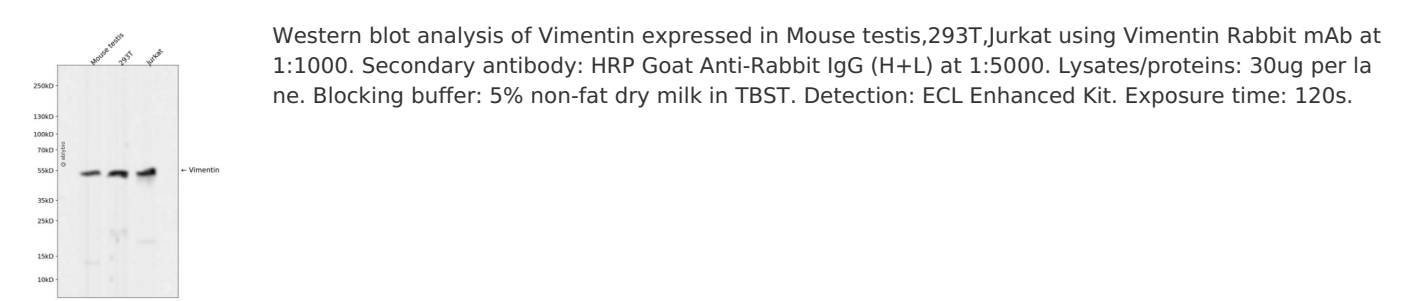 Mouse testis
293T
Jurkat
250kD
130kD
100kD
70kD
55kD
35kD
25kD
15kD
10kD
@ abybio
← Vimentin
Western blot analysis of Vimentin expressed in Mouse testis,293T,Jurkat using Vimentin Rabbit mAb at
1:1000. Secondary antibody: HRP Goat Anti-Rabbit IgG (H+L) at 1:5000. Lysates/proteins: 30ug per la
ne. Blocking buffer: 5% non-fat dry milk in TBST. Detection: ECL Enhanced Kit. Exposure time: 120s.